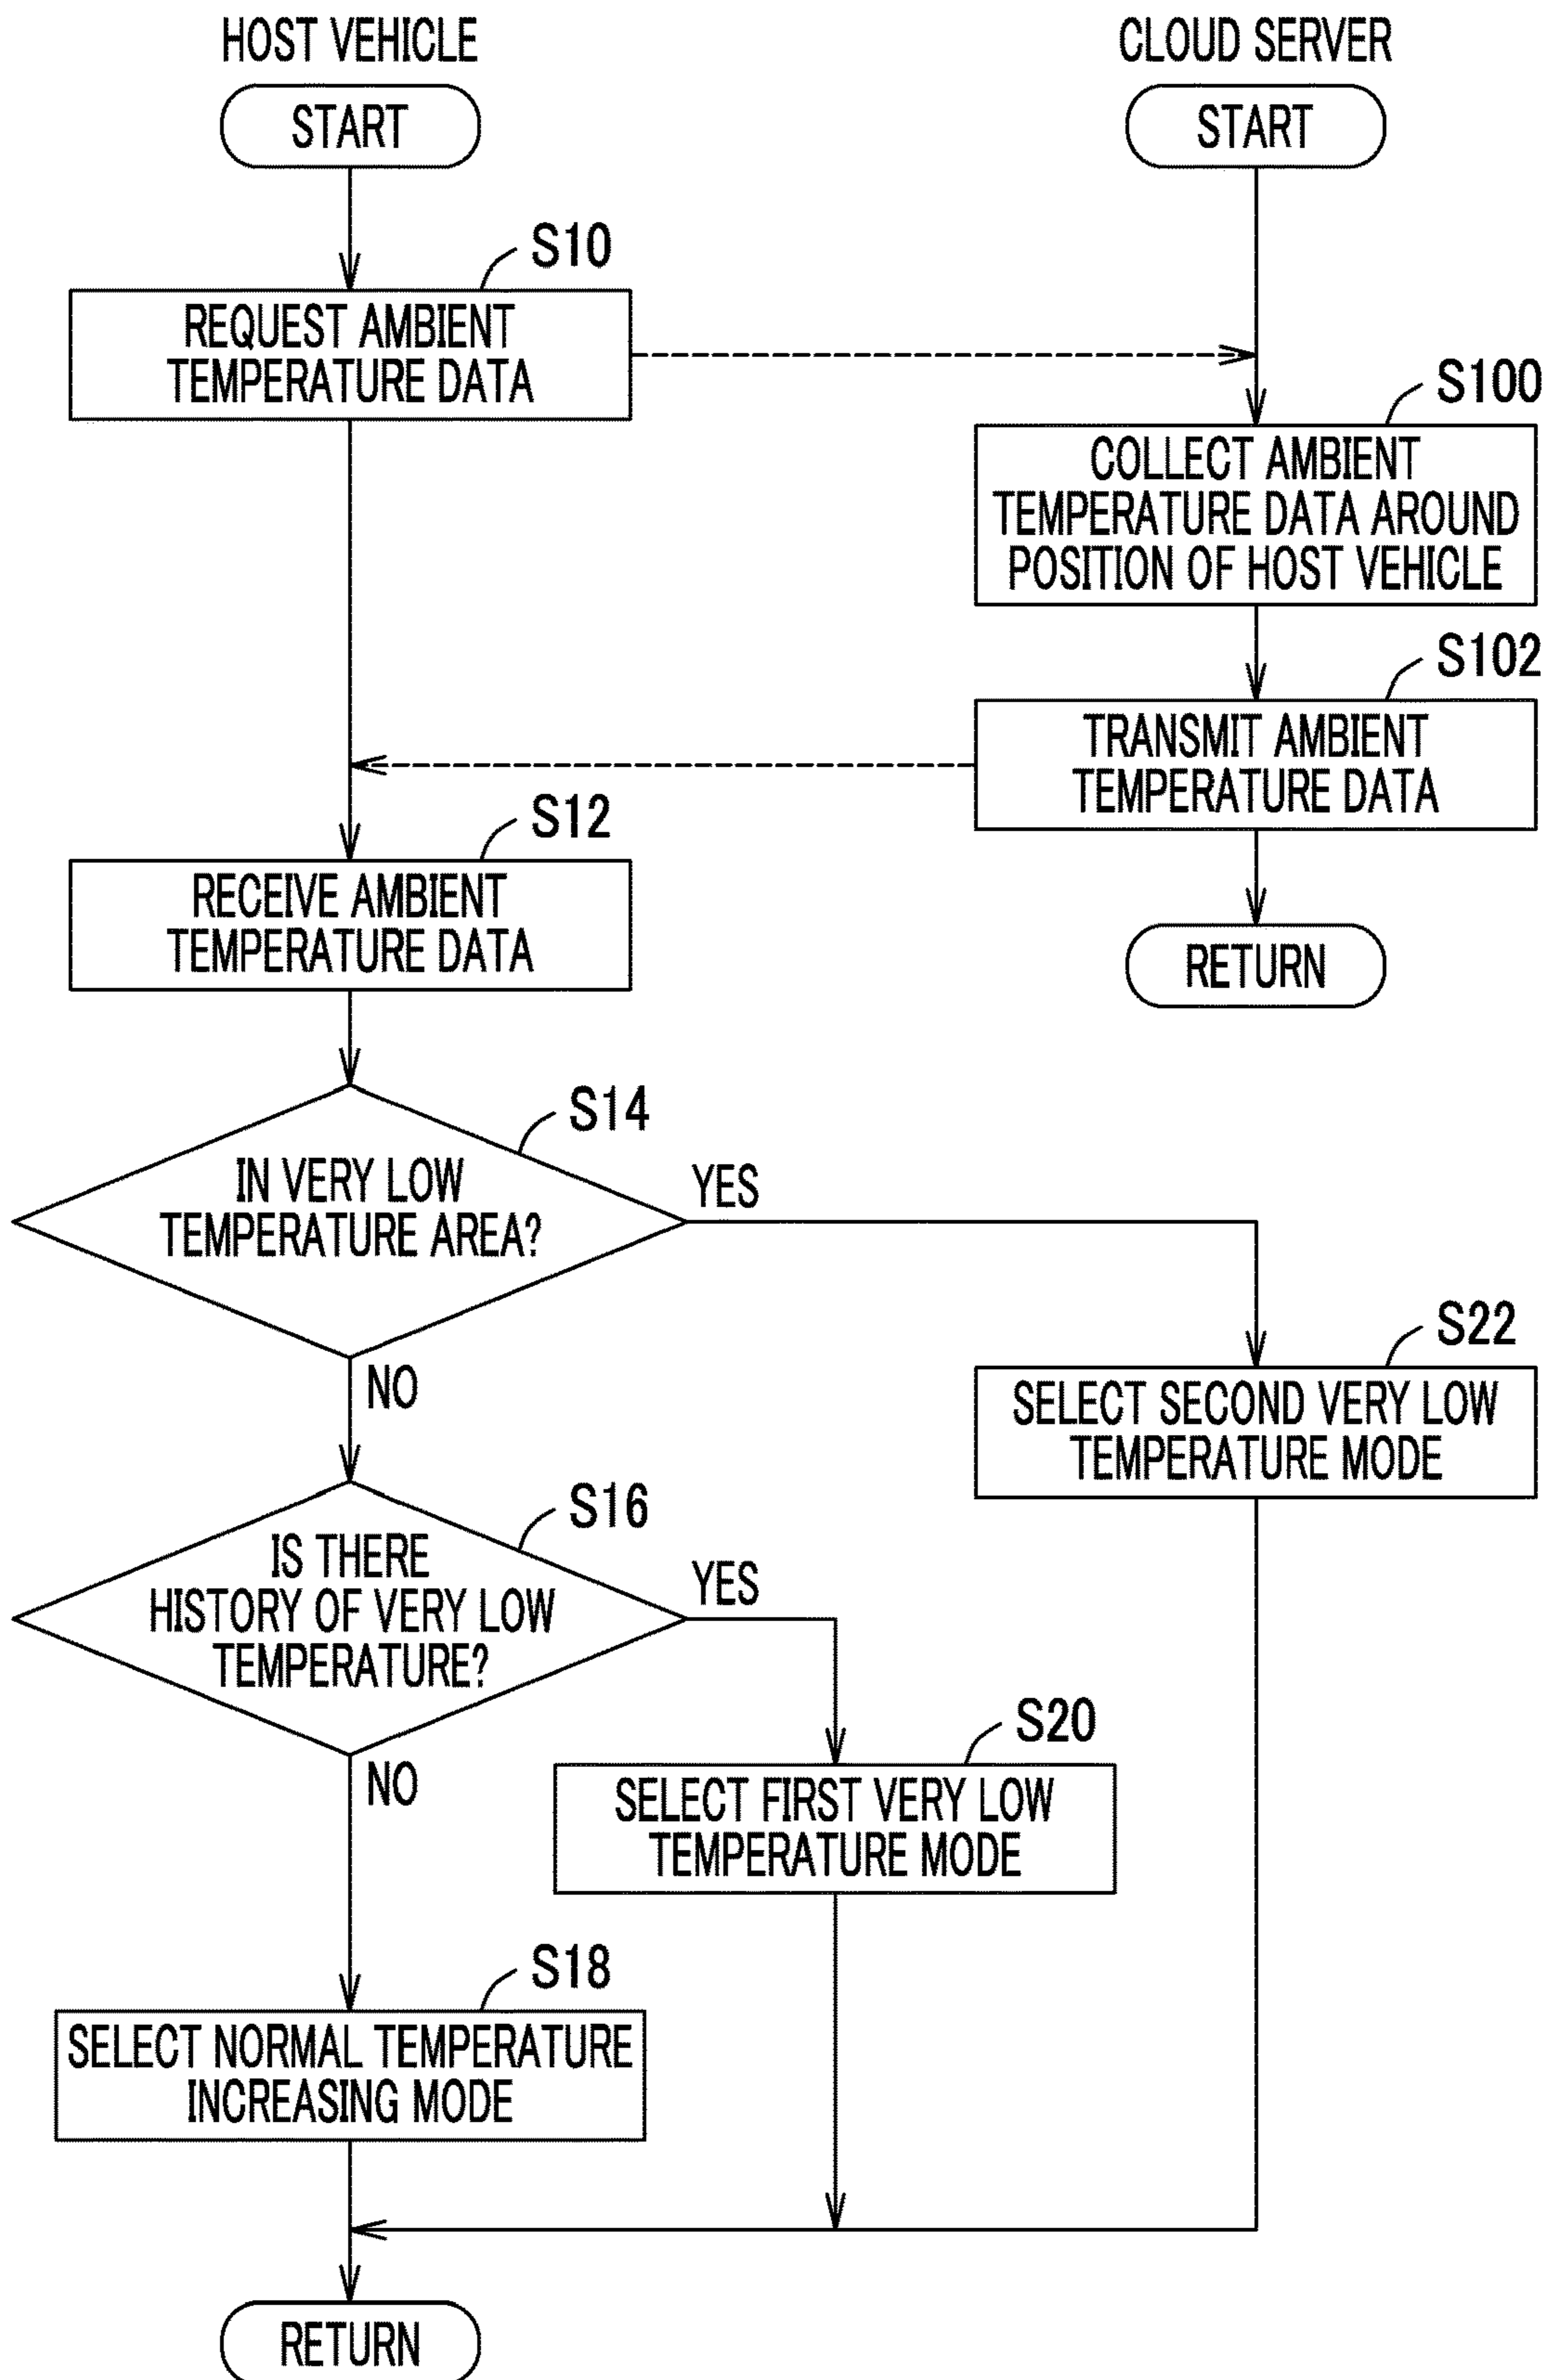 HOST VEHICLE
CLOUD SERVER
START
START
S10
REQUEST AMBIENT
TEMPERATURE DATA
S100
COLLECT AMBIENT
TEMPERATURE DATA AROUND
POSITION OF HOST VEHICLE
S102
TRANSMIT AMBIENT
TEMPERATURE DATA
S12
RECEIVE AMBIENT
TEMPERATURE DATA
RETURN
S14
IN VERY LOW
TEMPERATURE AREA?
YES
NO
S22
SELECT SECOND VERY LOW
TEMPERATURE MODE
S16
IS THERE
HISTORY OF VERY LOW
TEMPERATURE?
YES
NO
S20
SELECT FIRST VERY LOW
TEMPERATURE MODE
S18
SELECT NORMAL TEMPERATURE
INCREASING MODE
RETURN